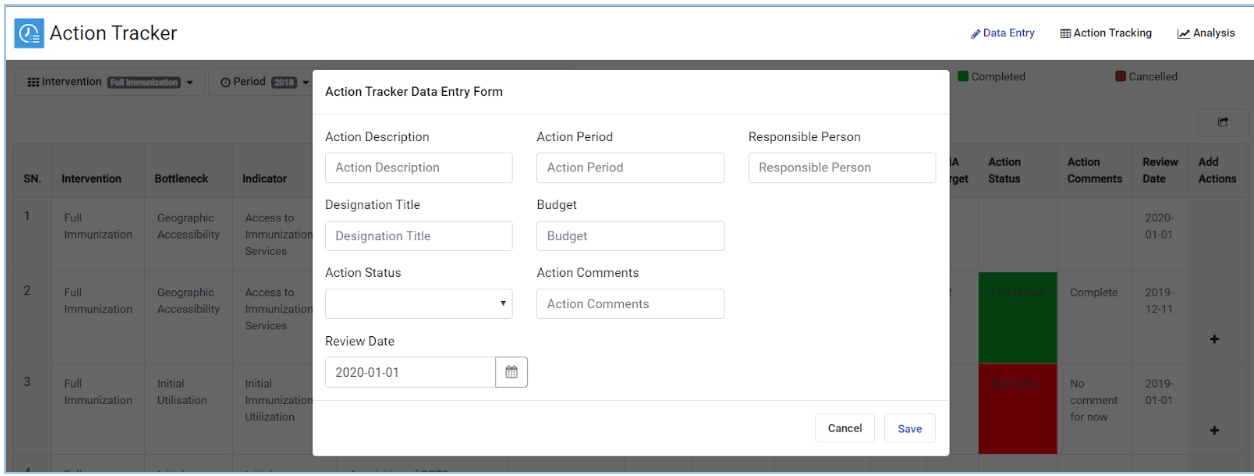 Action Tracker
Data Entry
Action Tracking
Analysis
Intervention Full Immunization
Period 2018
Completed
Cancelled
Action Tracker Data Entry Form
Action Description Action Period Responsible Person
Action Description Action Period Responsible Person
Designation Title Budget
Designation Title Budget
Action Status Action Comments
Action Comments
Review Date
2020-01-01
Cancel Save
SN. Intervention Bottleneck Indicator
Action Action Review Add
Status Comments Date Actions
1 Full Geographic Access to 2020-
Immunization Accessibility Immunization 01-01
Services
2 Full Geographic Access to Completed Complete 2019-
Immunization Accessibility Immunization 12-11
Services
+
3 Full Initial Initial No 2019-
Immunization Utilisation Immunization comment 01-01
Utilization for now
+